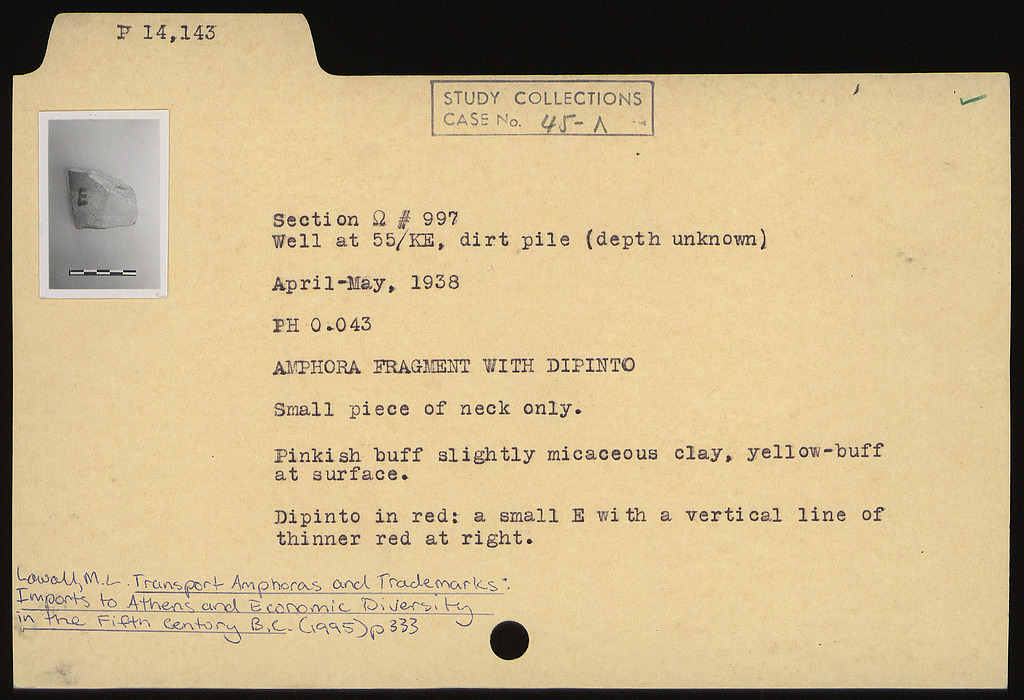 P 14,143
STUDY COLLECTIONS
CASE No. 45-Λ
E
Section Ω # 997
Well at 55/ΚΕ, dirt pile (depth unknown)
April-May, 1938
PH 0.043
AMPHORA FRAGMENT WITH DIPINTO
Small piece of neck only.
Pinkish buff slightly micaceous clay, yellow-buff
at surface.
Dipinto in red: a small E with a vertical line of
thinner red at right.
Lawall, M.L. Transport Amphoras and Trademarks:
Imports to Athens and Economic Diversity
in the Fifth Century B.C. (1995) p 333